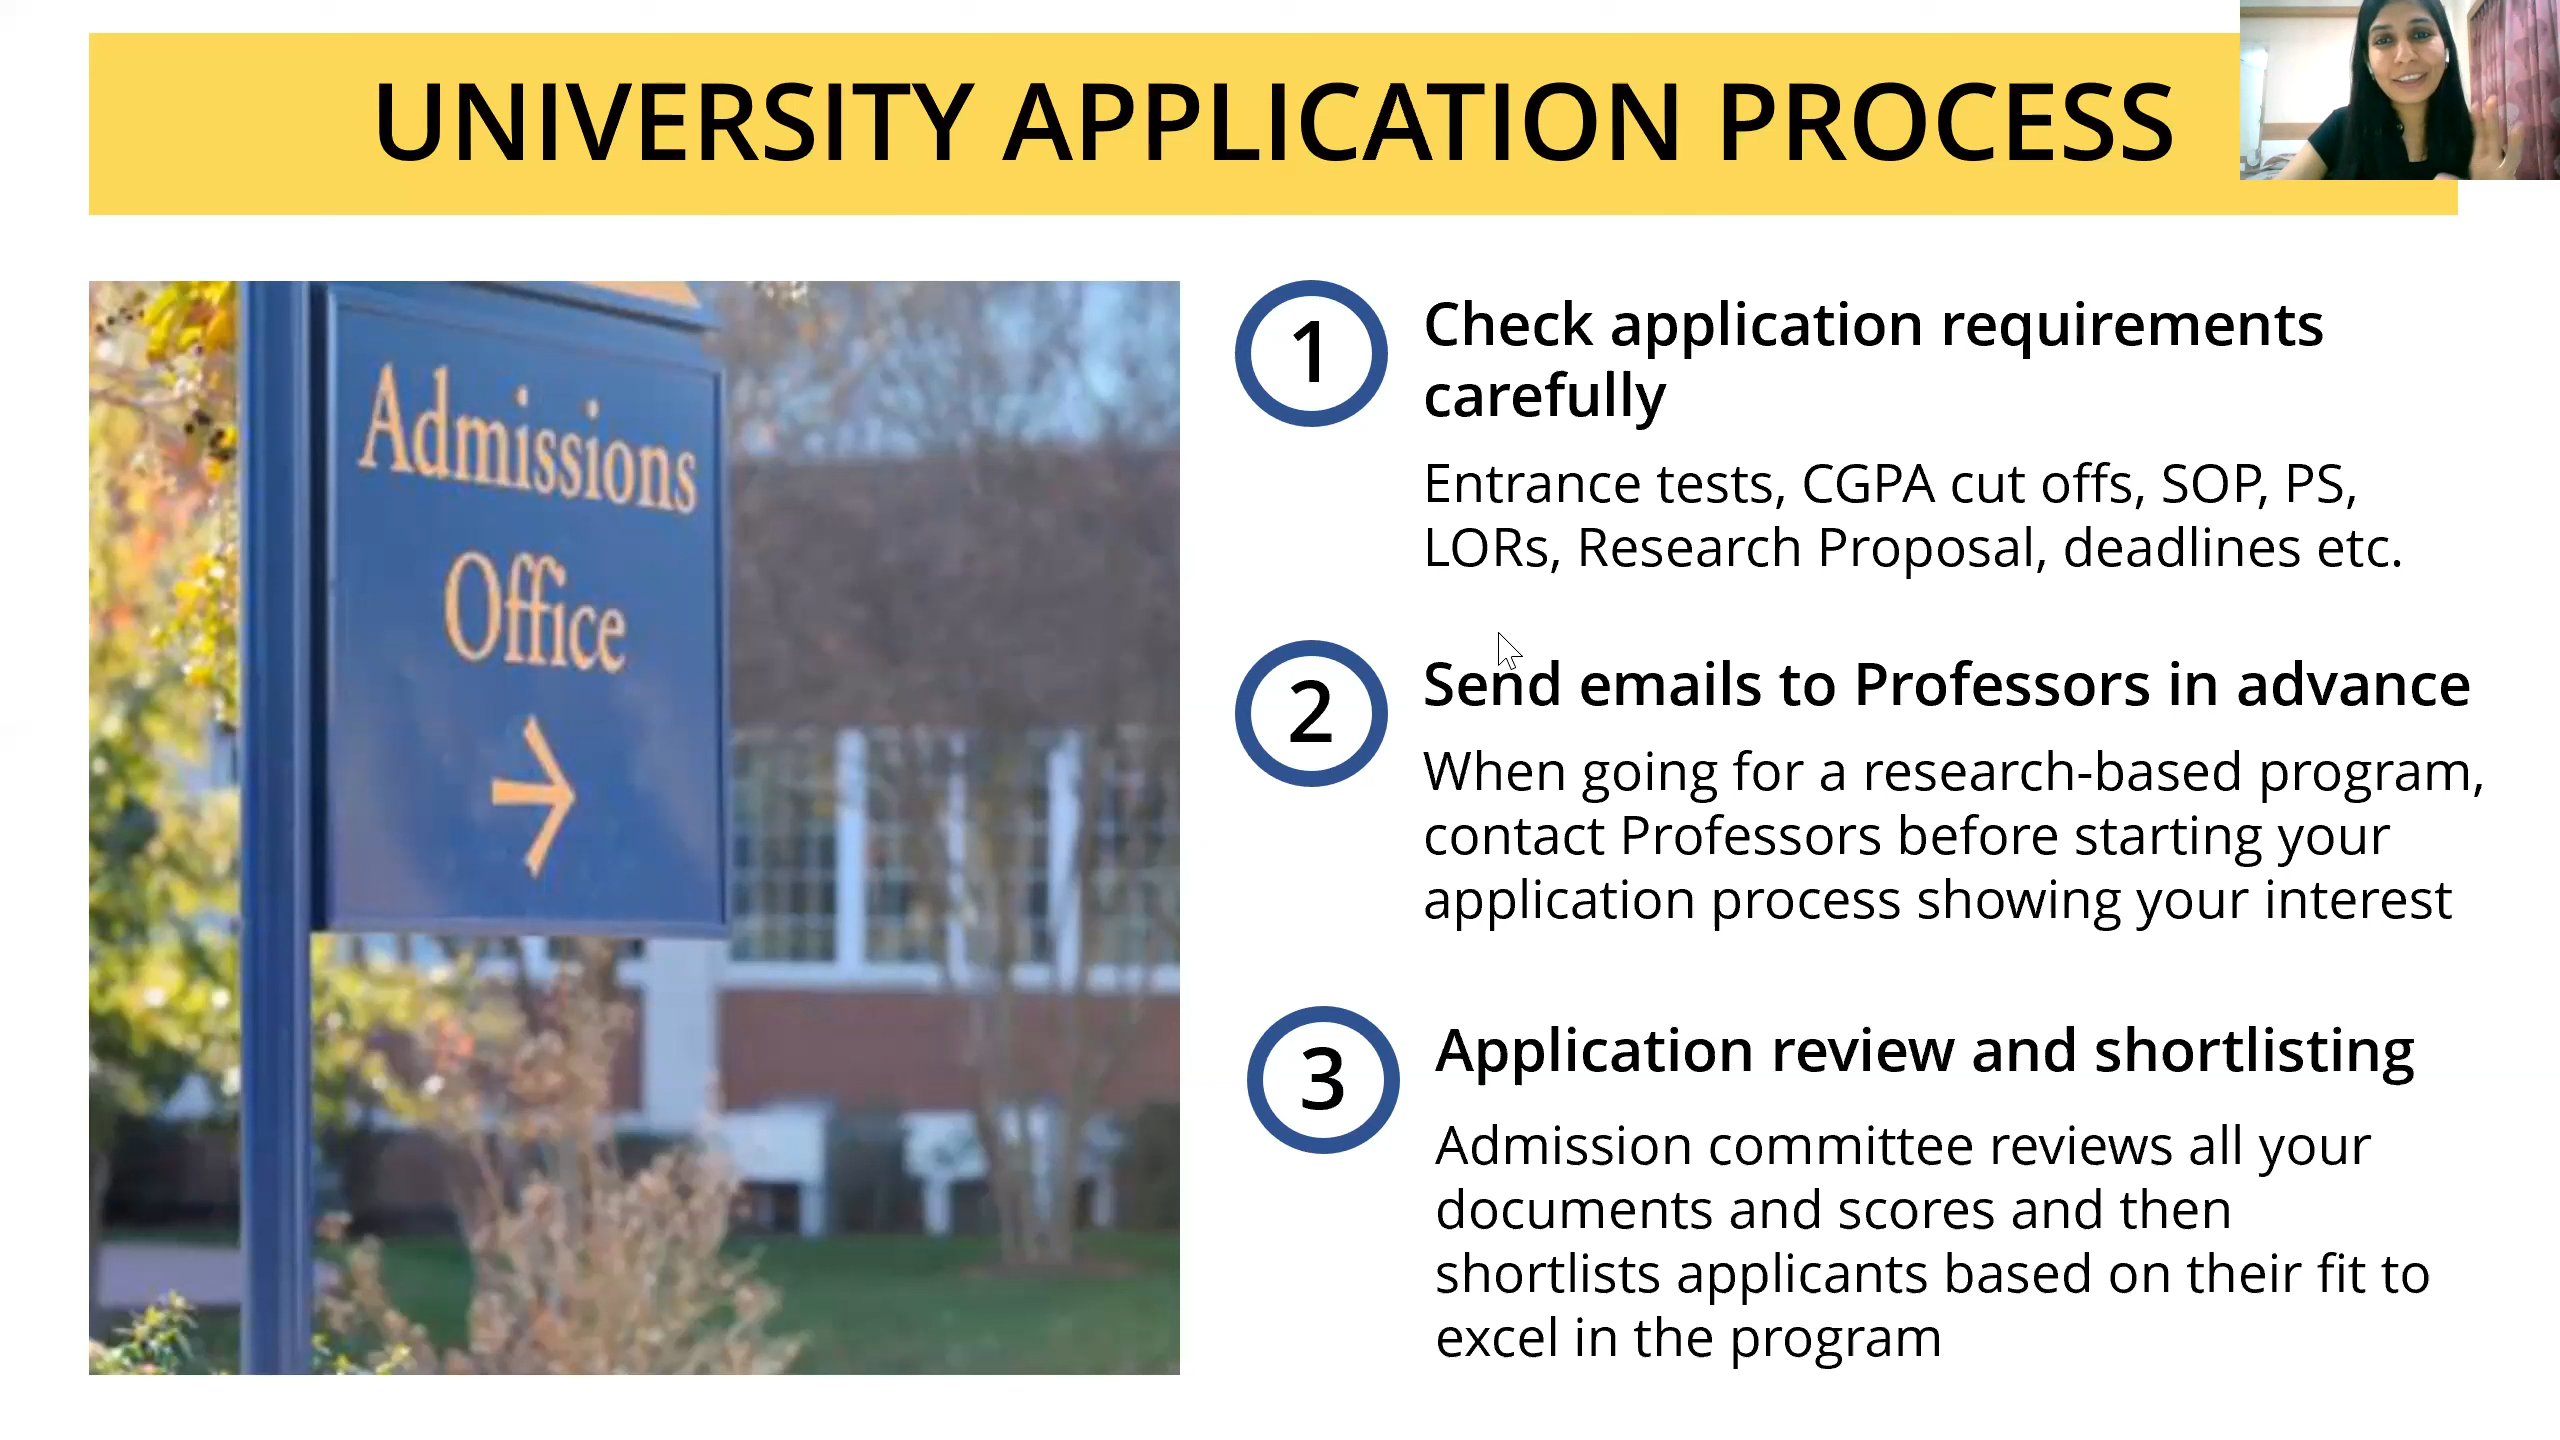 UNIVERSITY APPLICATION PROCESS
Admissions
Office
1
Check application requirements
carefully
Entrance tests, CGPA cut offs, SOP, PS,
LORs, Research Proposal, deadlines etc.
2
Send emails to Professors in advance
When going for a research-based program,
contact Professors before starting your
application process showing your interest
3
Application review and shortlisting
Admission committee reviews all your
documents and scores and then
shortlists applicants based on their fit to
excel in the program